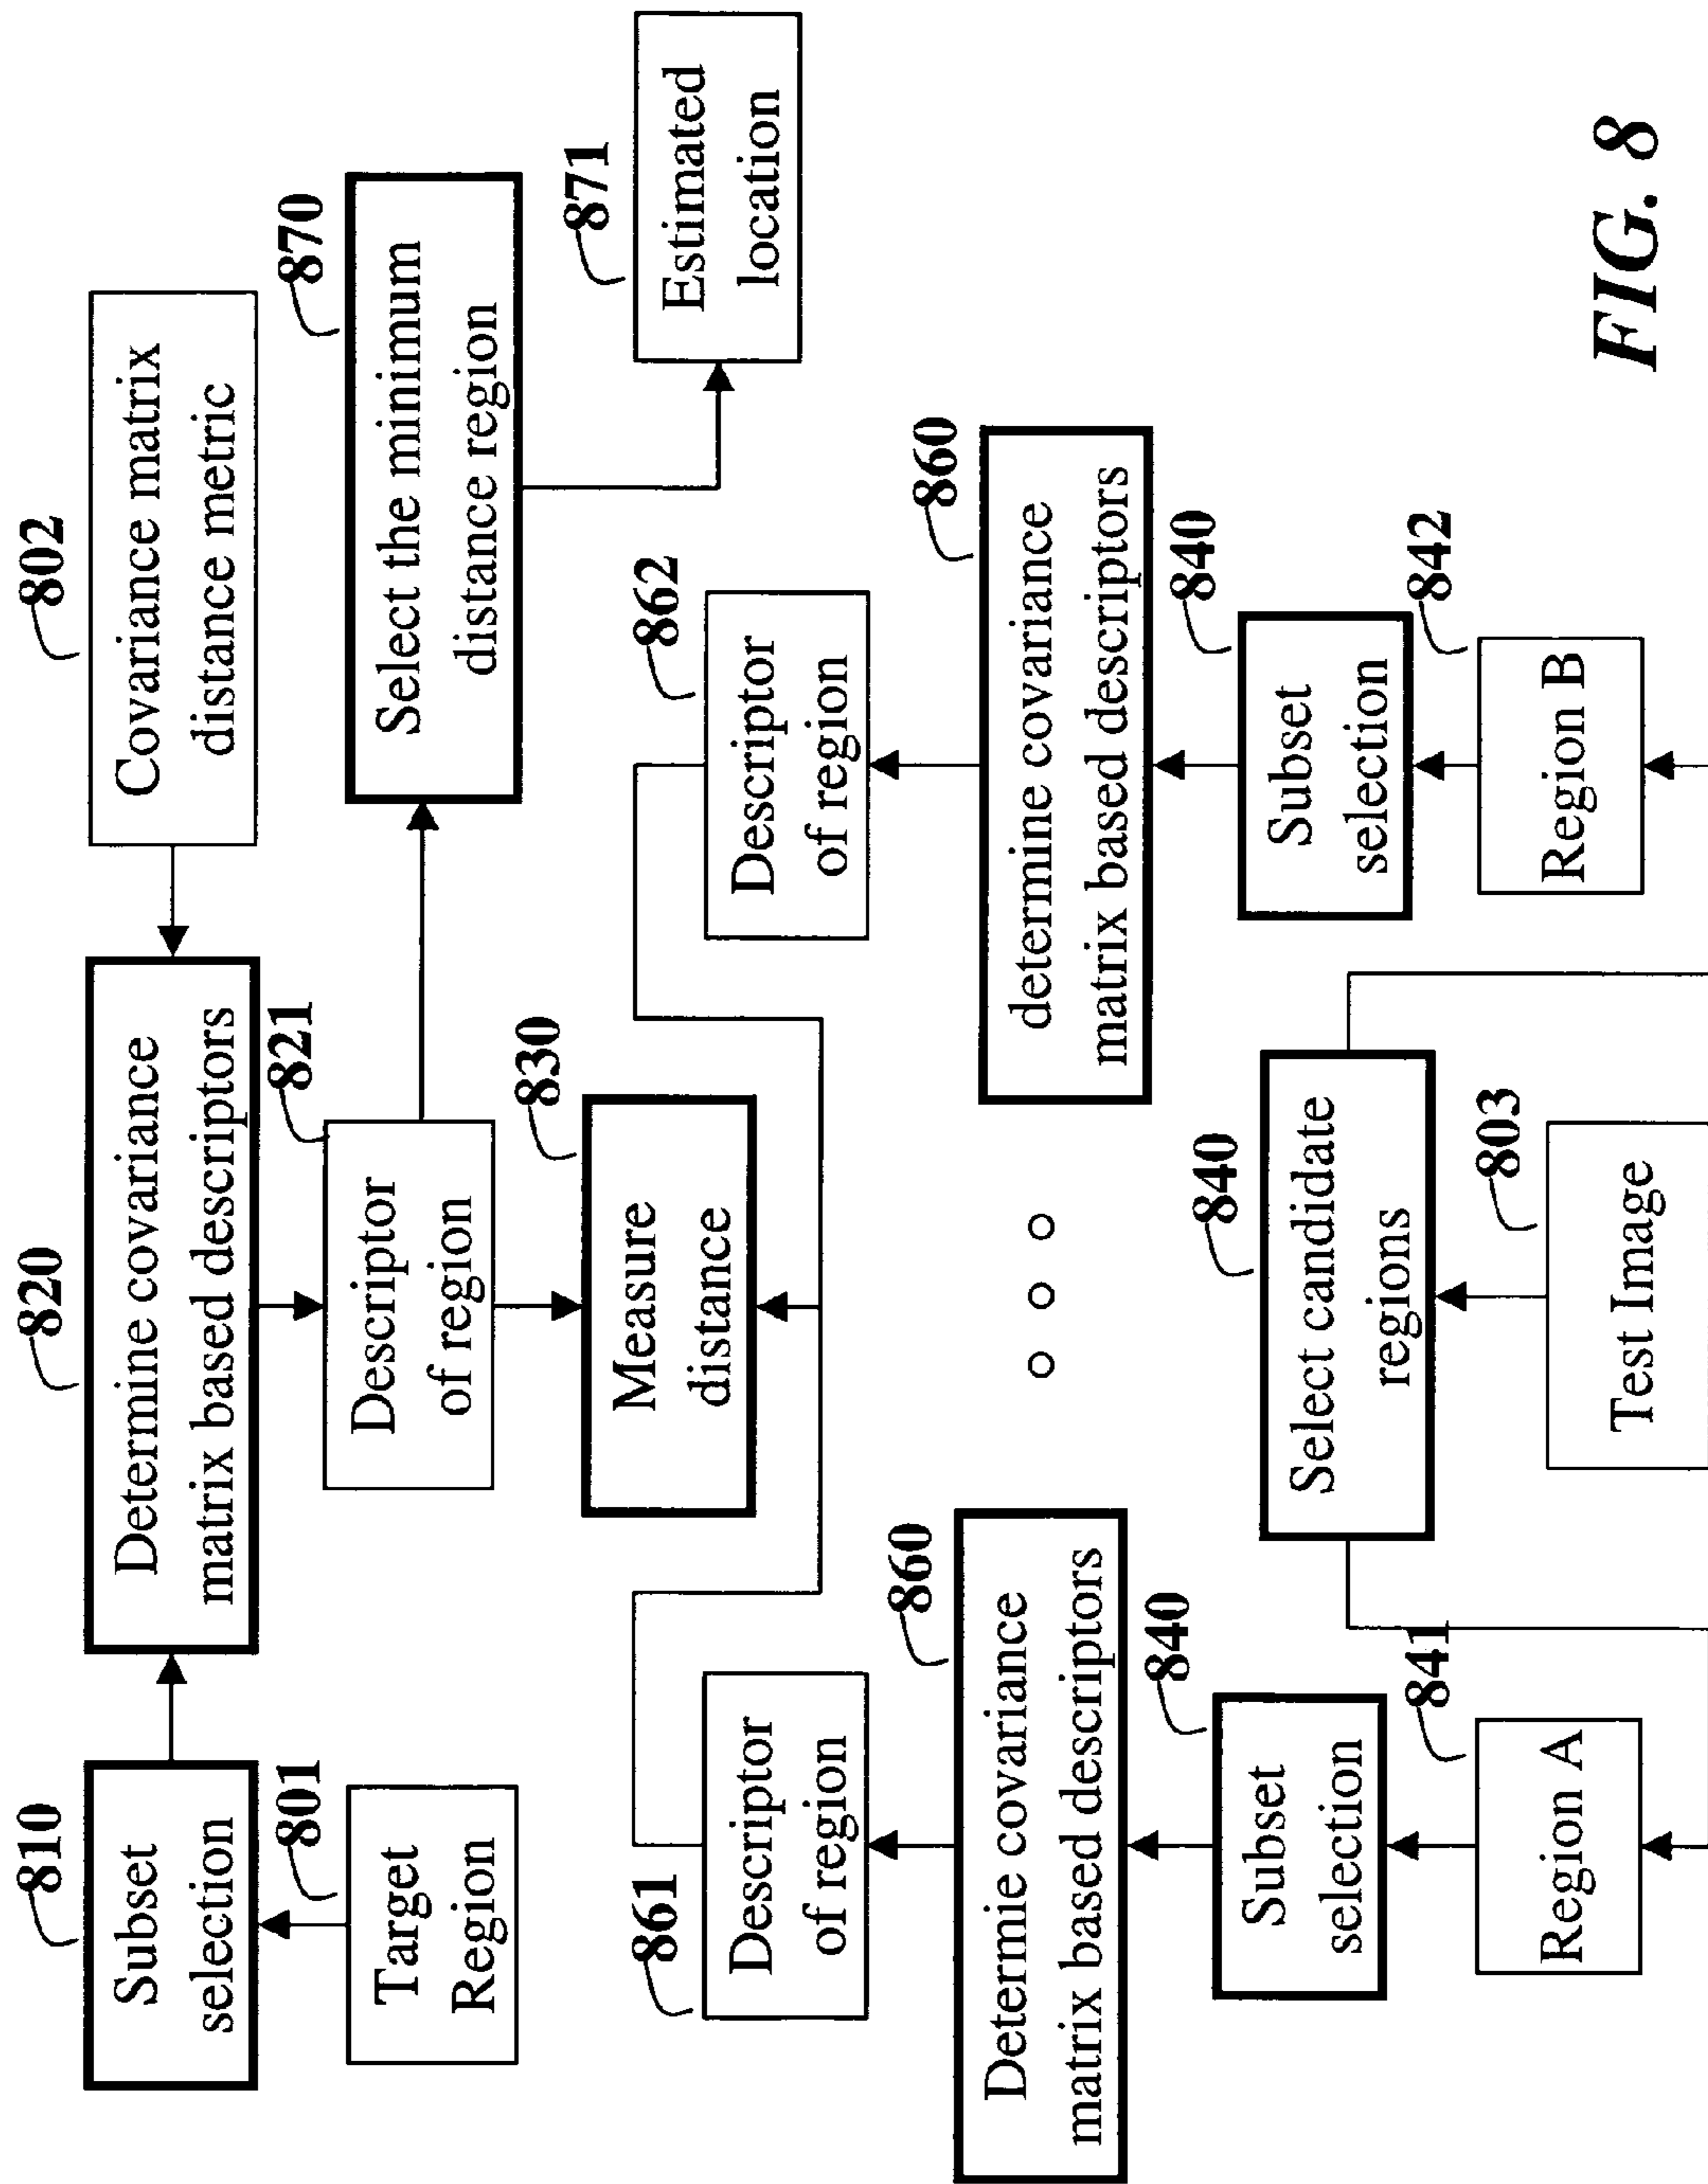 810
Subset
selection
801
Target
Region
820
Determine covariance
matrix based descriptors
802
Covariance matrix
distance metric
821
Descriptor
of region
870
Select the minimum
distance region
830
Measure
distance
871
Estimated
location
861
Descriptor
of region
862
Descriptor
of region
860
Determie covariance
matrix based descriptors
860
determine covariance
matrix based descriptors
840
Subset
selection
840
Select candidate
regions
840
Subset
selection
841
Region A
803
Test Image
842
Region B
FIG. 8